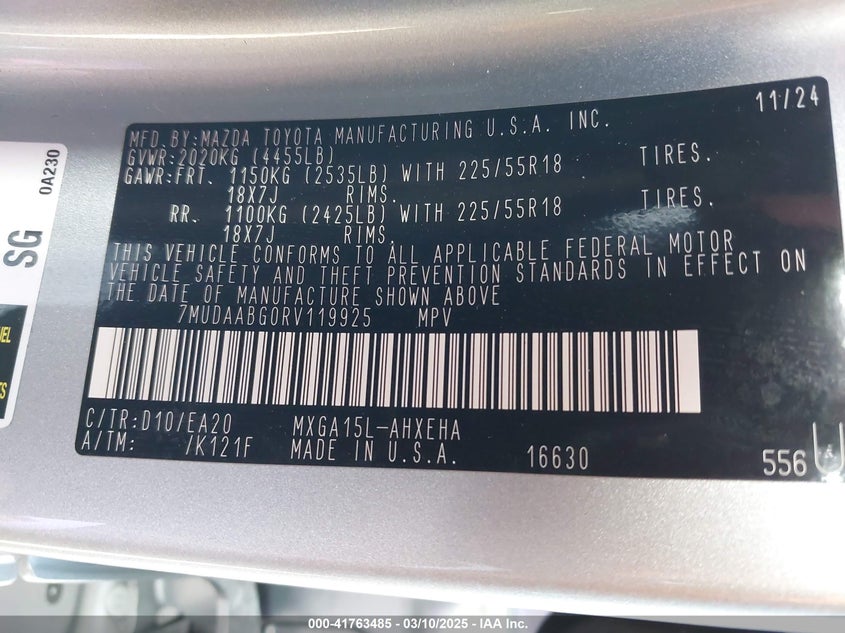 11/24
MFD.BY:MAZDA TOYOTA MANUFACTURING U.S.A. INC.
GVWR:2020KG (4455LB)
GAWR:FRT. 1150KG (2535LB) WITH 225/55R18 TIRES.
18X7J RIMS.
RR. 1100KG (2425LB) WITH 225/55R18 TIRES.
18X7J RIMS.
THIS VEHICLE CONFORMS TO ALL APPLICABLE FEDERAL MOTOR
VEHICLE SAFETY AND THEFT PREVENTION STANDARDS IN EFFECT ON
THE DATE OF MANUFACTURE SHOWN ABOVE
7MUDAABG0RV119925 MPV
C/TR:D10/EA20 MXGA15L-AHXEHA
A/TM: /K121F MADE IN U.S.A. 16630 556 U
SG 0A230
000-41763485 - 03/10/2025 - IAA Inc.